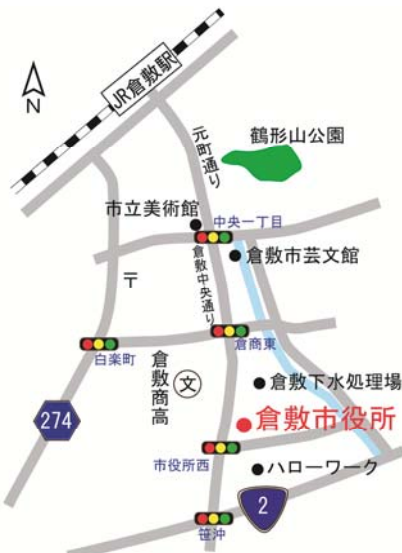 JR倉敷駅
N
元町通り
鶴形山公園
市立美術館
中央一丁目
倉敷中央通り
倉敷市芸文館
〒
白楽町
倉商東
倉敷商高
文
倉敷下水処理場
274
倉敷市役所
市役所西
ハローワーク
2
笹沖